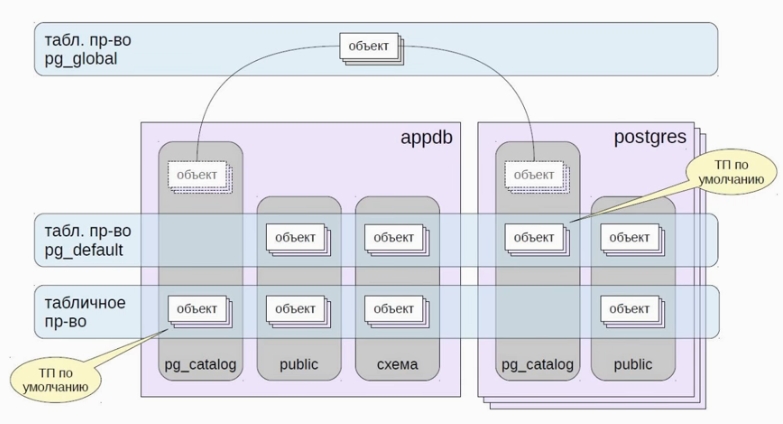 табл. пр-во
pg_global
объект
appdb
postgres
ТП по
умолчанию
объект
объект
табл. пр-во
pg_default
объект
объект
объект
объект
табличное
пр-во
объект
объект
объект
объект
ТП по
умолчанию
pg_catalog
public
схема
pg_catalog
public